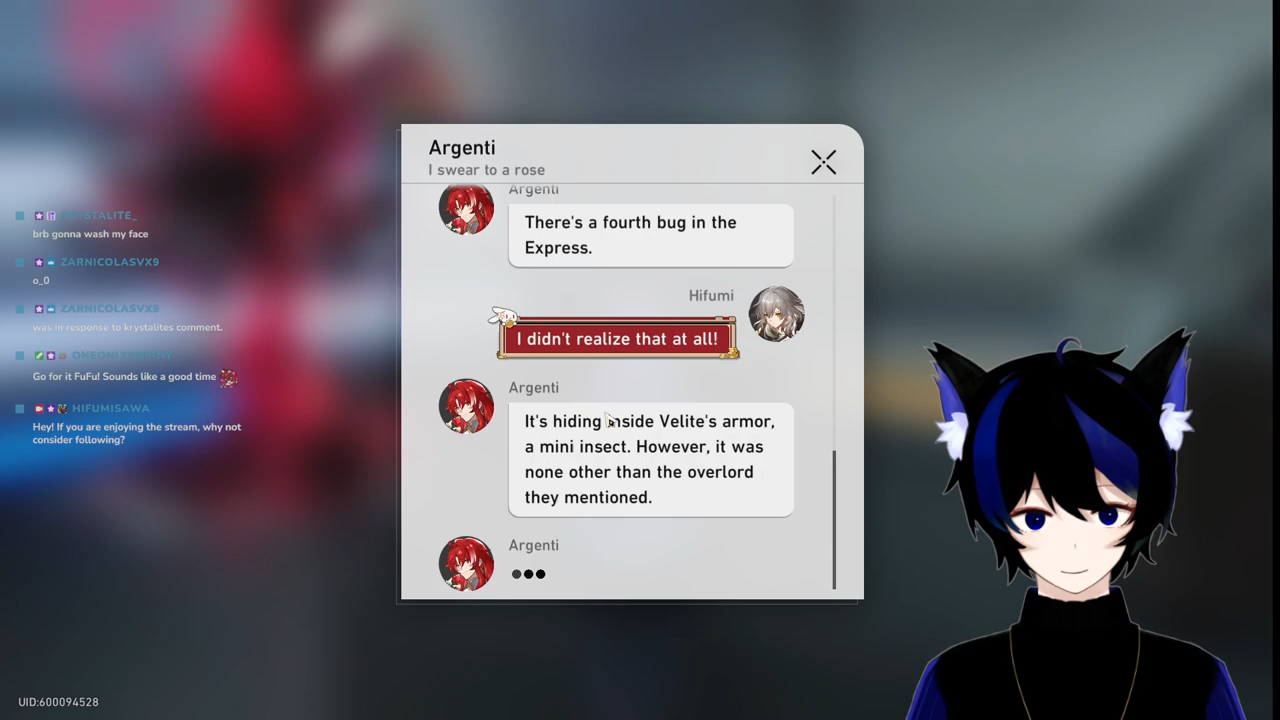 Argenti
I swear to a rose
Argenti
There's a fourth bug in the
Express.
Hifumi
I didn't realize that at all!
Argenti
It's hiding inside Velite's armor,
a mini insect. However, it was
none other than the overlord
they mentioned.
Argenti
KRYSTALITE_
brb gonna wash my face
ZARNICOLASVX9
o_0
ZARNICOLASVX9
was in response to krystalites comment.
Go for it FuFu! Sounds like a good time
HIFUMISAWA
Hey! If you are enjoying the stream, why not
consider following?
UID:600094528